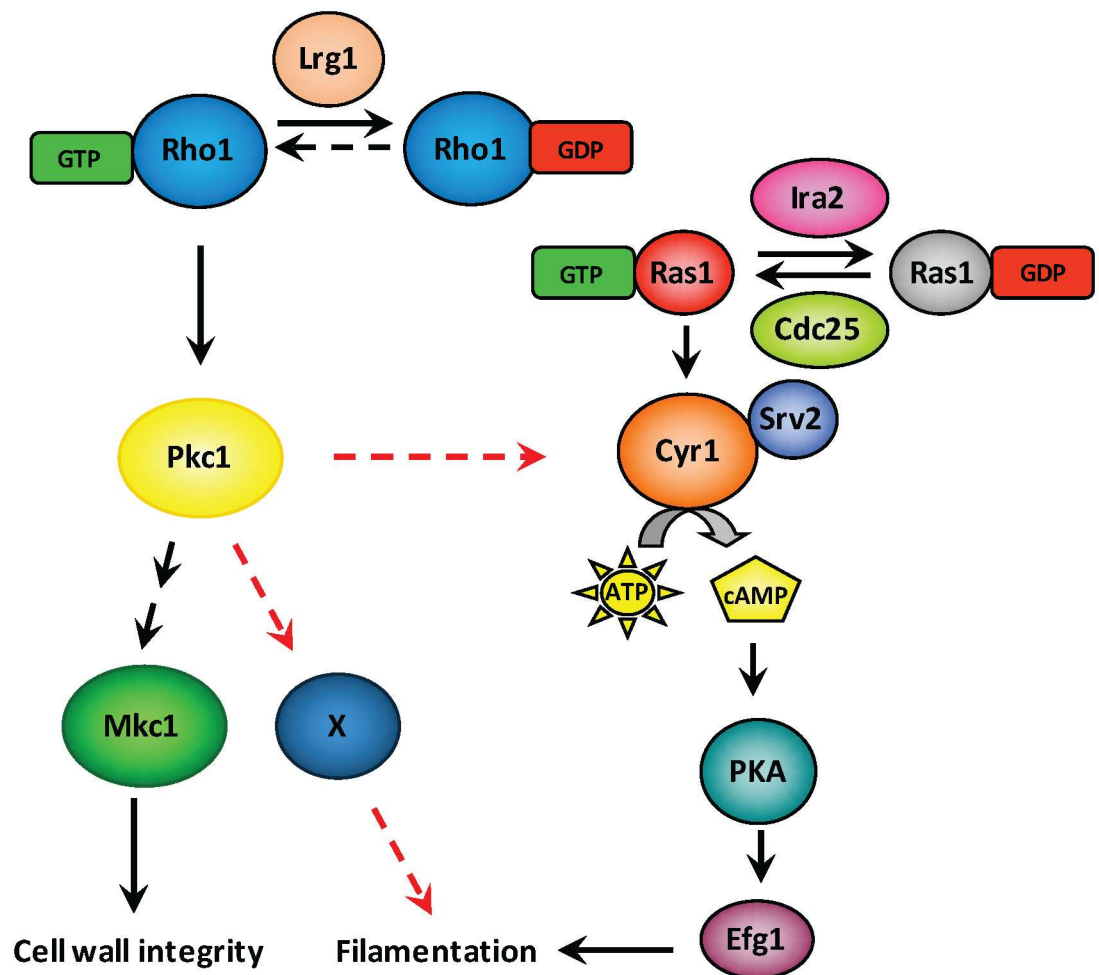 Lrg1
GTP
Rho1
Rho1
GDP
Ira2
GTP
Ras1
Ras1
GDP
Cdc25
Srv2
Pkc1
Cyr1
ATP
cAMP
Mkc1
X
PKA
Efg1
Cell wall integrity
Filamentation